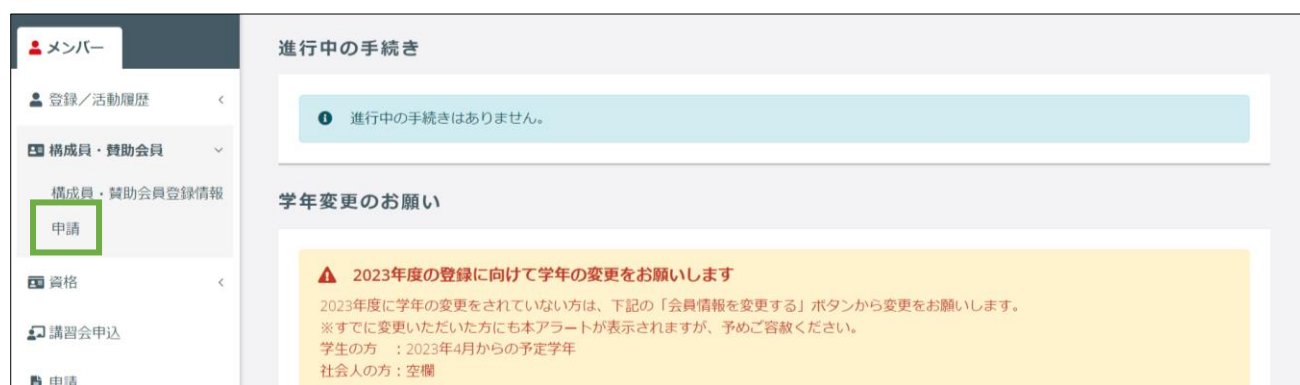 メンバー
登録／活動履歴
構成員・賛助会員
構成員・賛助会員登録情報
申請
資格
講習会申込
申請
進行中の手続き
進行中の手続きはありません。
学年変更のお願い
2023年度の登録に向けて学年の変更をお願いします
2023年度に学年の変更をされていない方は、下記の「会員情報を変更する」ボタンから変更をお願いします。
※すでに変更いただいた方にも本アラートが表示されますが、予めご容赦ください。
学生の方　：2023年4月からの予定学年
社会人の方：空欄